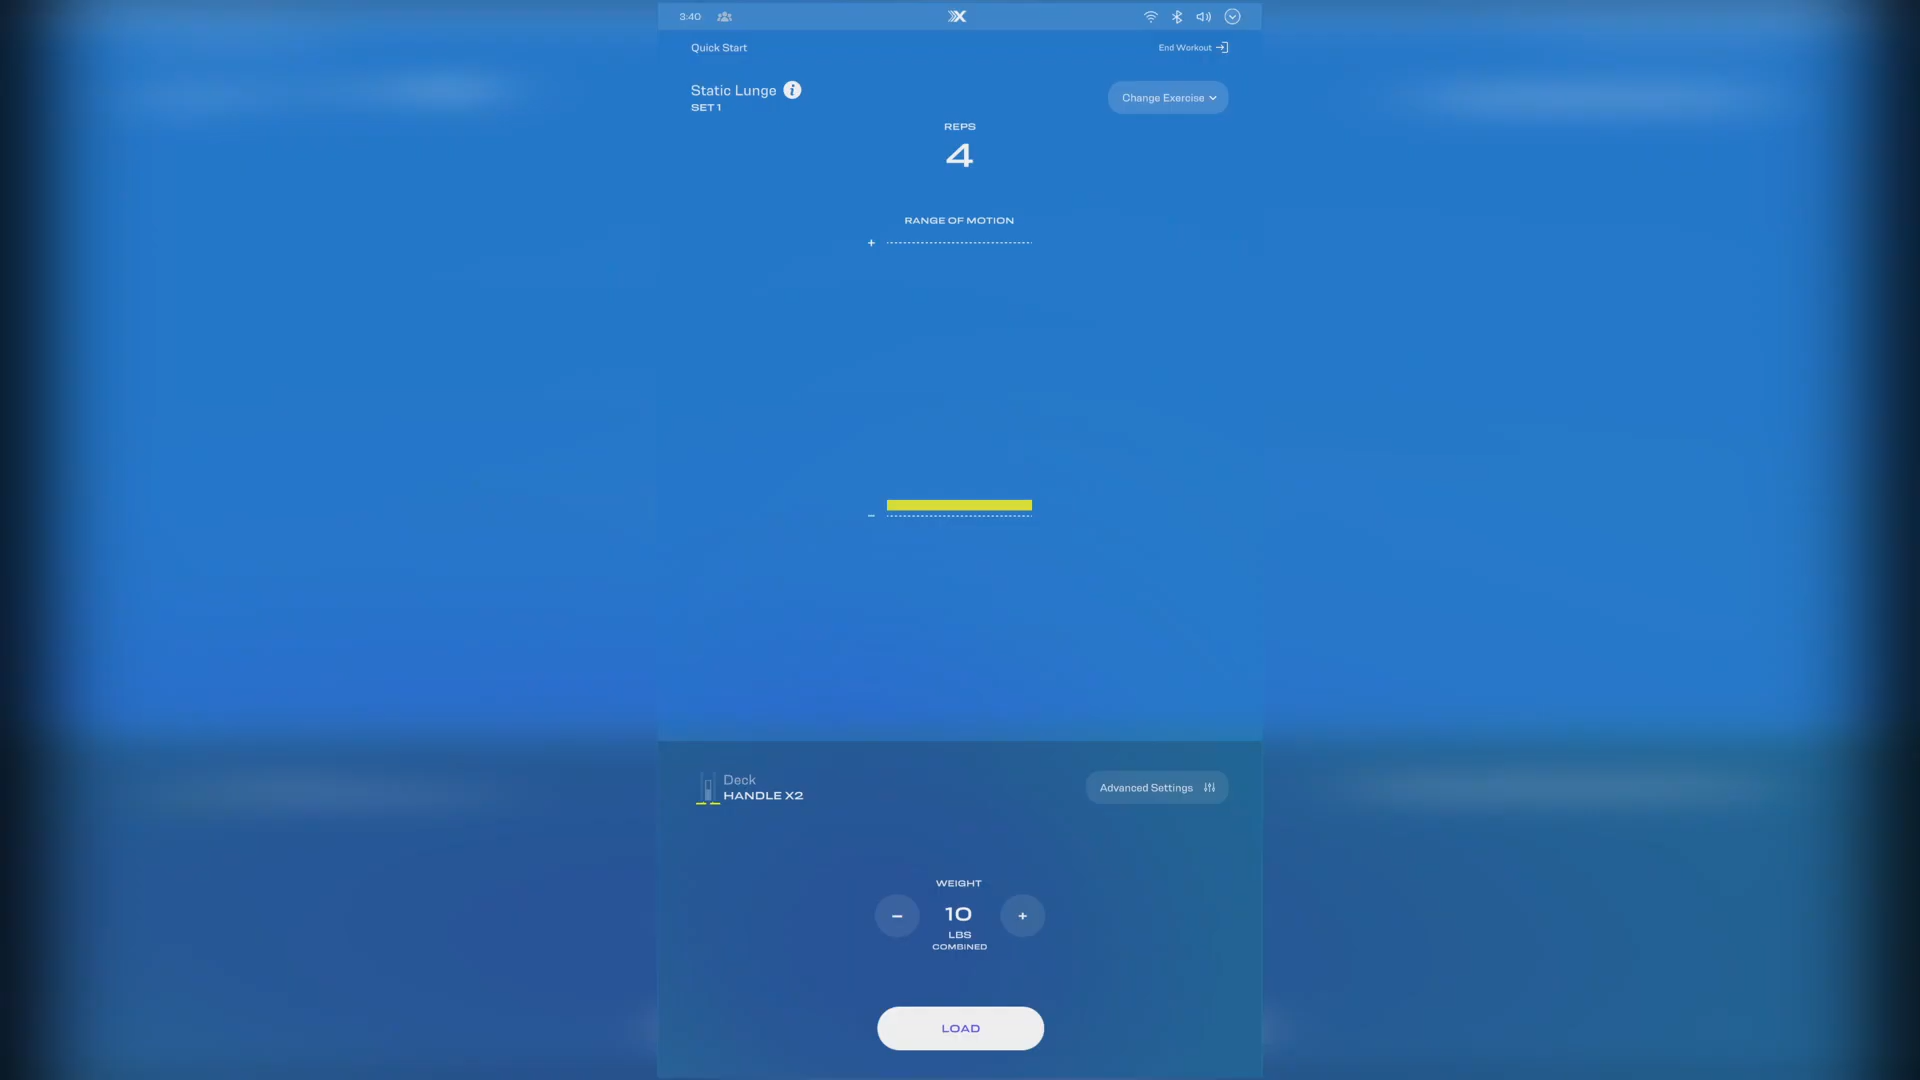 3:40
Quick Start
End Workout
Static Lunge
SET 1
Change Exercise
REPS
4
RANGE OF MOTION
+
–
Deck
HANDLE X2
Advanced Settings
WEIGHT
– 10 +
LBS
COMBINED
LOAD